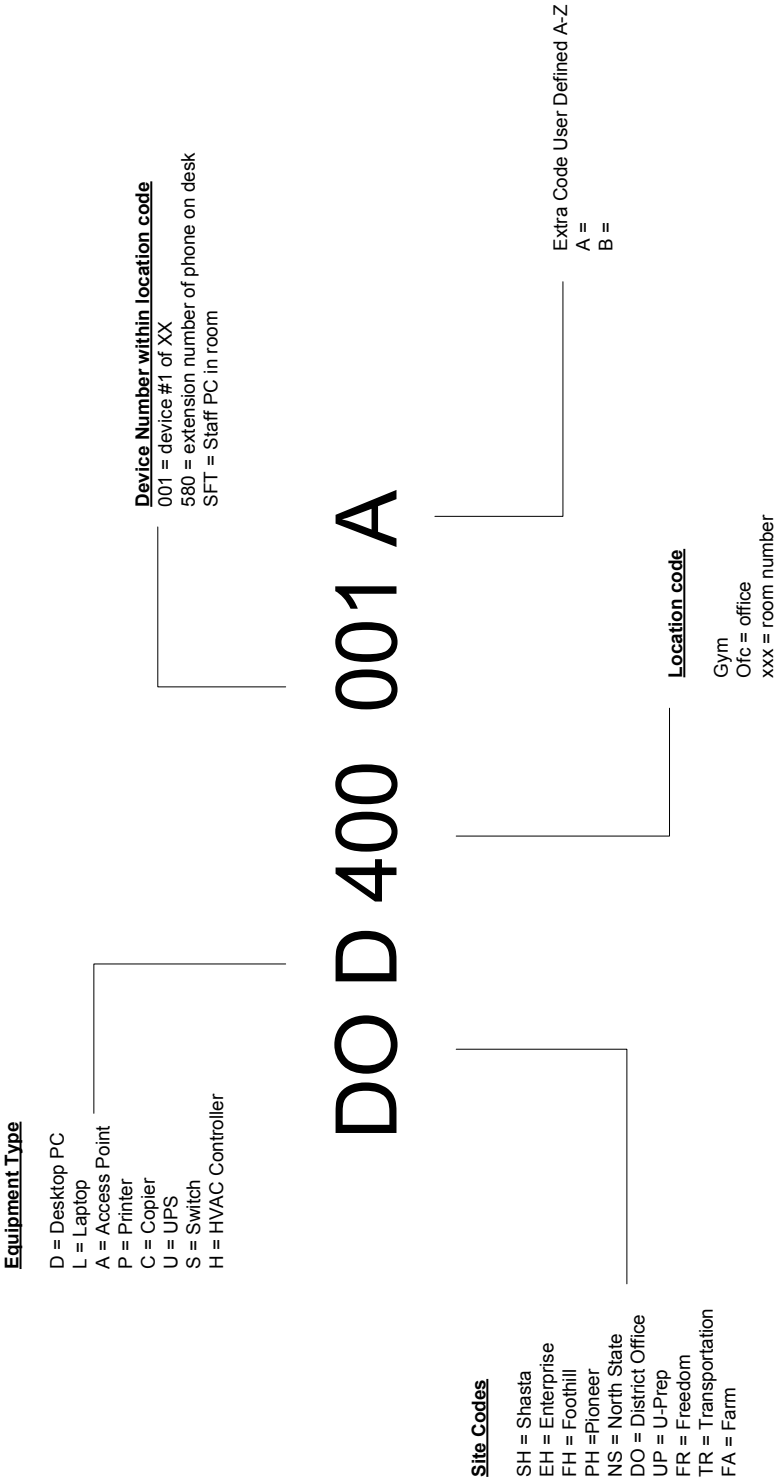 Equipment Type
D = Desktop PC
L = Laptop
A = Access Point
P = Printer
C = Copier
U = UPS
S = Switch
H = HVAC Controller
Device Number within location code
001 = device #1 of XX
580 = extension number of phone on desk
SFT = Staff PC in room
DO D 400 001 A
Site Codes
SH = Shasta
EH = Enterprise
FH = Foothill
PH =Pioneer
NS = North State
DO = District Office
UP = U-Prep
FR = Freedom
TR = Transportation
FA = Farm
Location code
Gym
Ofc = office
xxx = room number
Extra Code User Defined A-Z
A =
B =